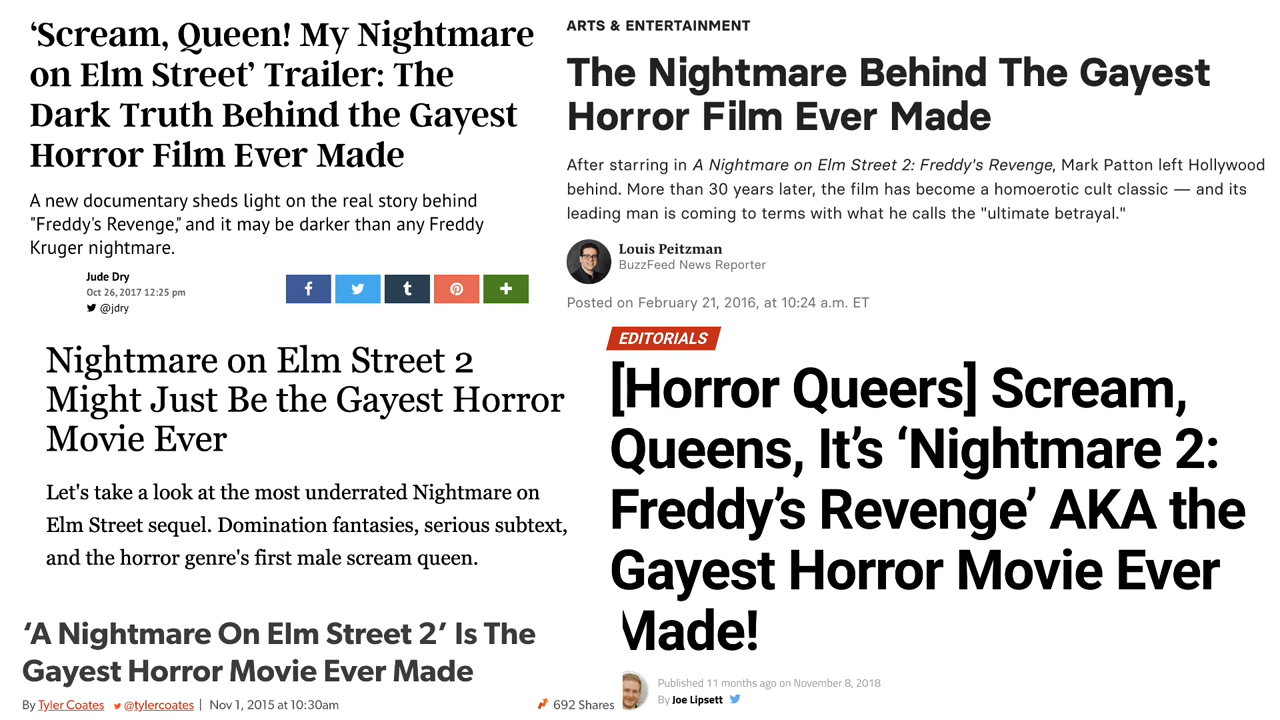 ‘Scream, Queen! My Nightmare
on Elm Street’ Trailer: The
Dark Truth Behind the Gayest
Horror Film Ever Made
A new documentary sheds light on the real story behind
"Freddy's Revenge," and it may be darker than any Freddy
Kruger nightmare.
Jude Dry
Oct 26, 2017 12:25 pm
@jdry
ARTS & ENTERTAINMENT
The Nightmare Behind The Gayest
Horror Film Ever Made
After starring in A Nightmare on Elm Street 2: Freddy's Revenge, Mark Patton left Hollywood
behind. More than 30 years later, the film has become a homoerotic cult classic — and its
leading man is coming to terms with what he calls the "ultimate betrayal."
Louis Peitzman
BuzzFeed News Reporter
Posted on February 21, 2016, at 10:24 a.m. ET
Nightmare on Elm Street 2
Might Just Be the Gayest Horror
Movie Ever
Let's take a look at the most underrated Nightmare on
Elm Street sequel. Domination fantasies, serious subtext,
and the horror genre's first male scream queen.
EDITORIALS
[Horror Queers] Scream,
Queens, It’s ‘Nightmare 2:
Freddy’s Revenge’ AKA the
Gayest Horror Movie Ever
Made!
Published 11 months ago on November 8, 2018
By Joe Lipsett
‘A Nightmare On Elm Street 2’ Is The
Gayest Horror Movie Ever Made
By Tyler Coates @tylercoates | Nov 1, 2015 at 10:30am
692 Shares